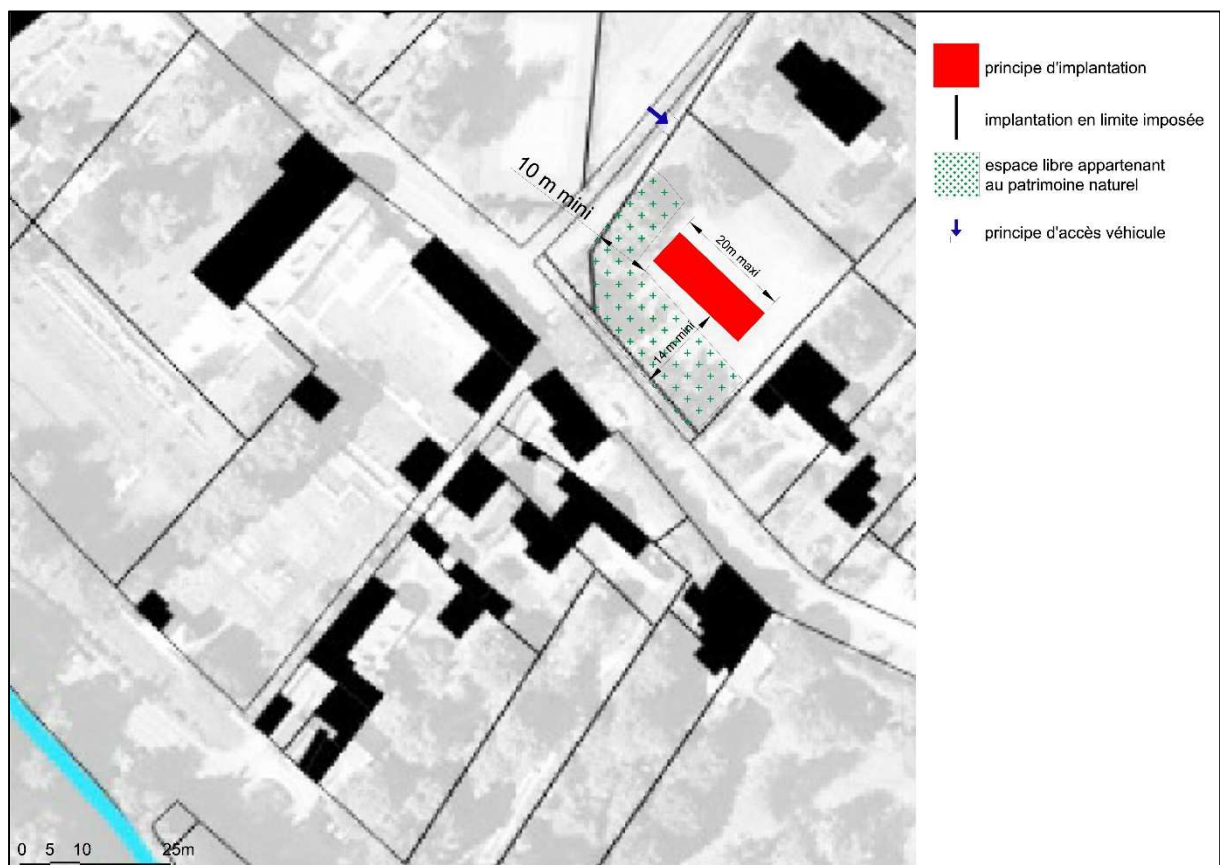 principe d'implantation
implantation en limite imposée
espace libre appartenant
au patrimoine naturel
principe d'accès véhicule
10 m mini
20m maxi
14 m mini
0 5 10 25m